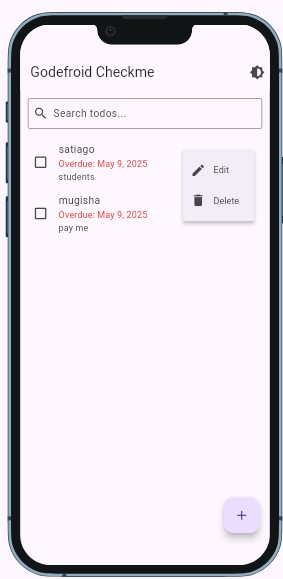 Godefroid Checkme
Search todos...
satiago
Overdue: May 9, 2025
students
Edit
mugisha
Delete
Overdue: May 9, 2025
pay me
+